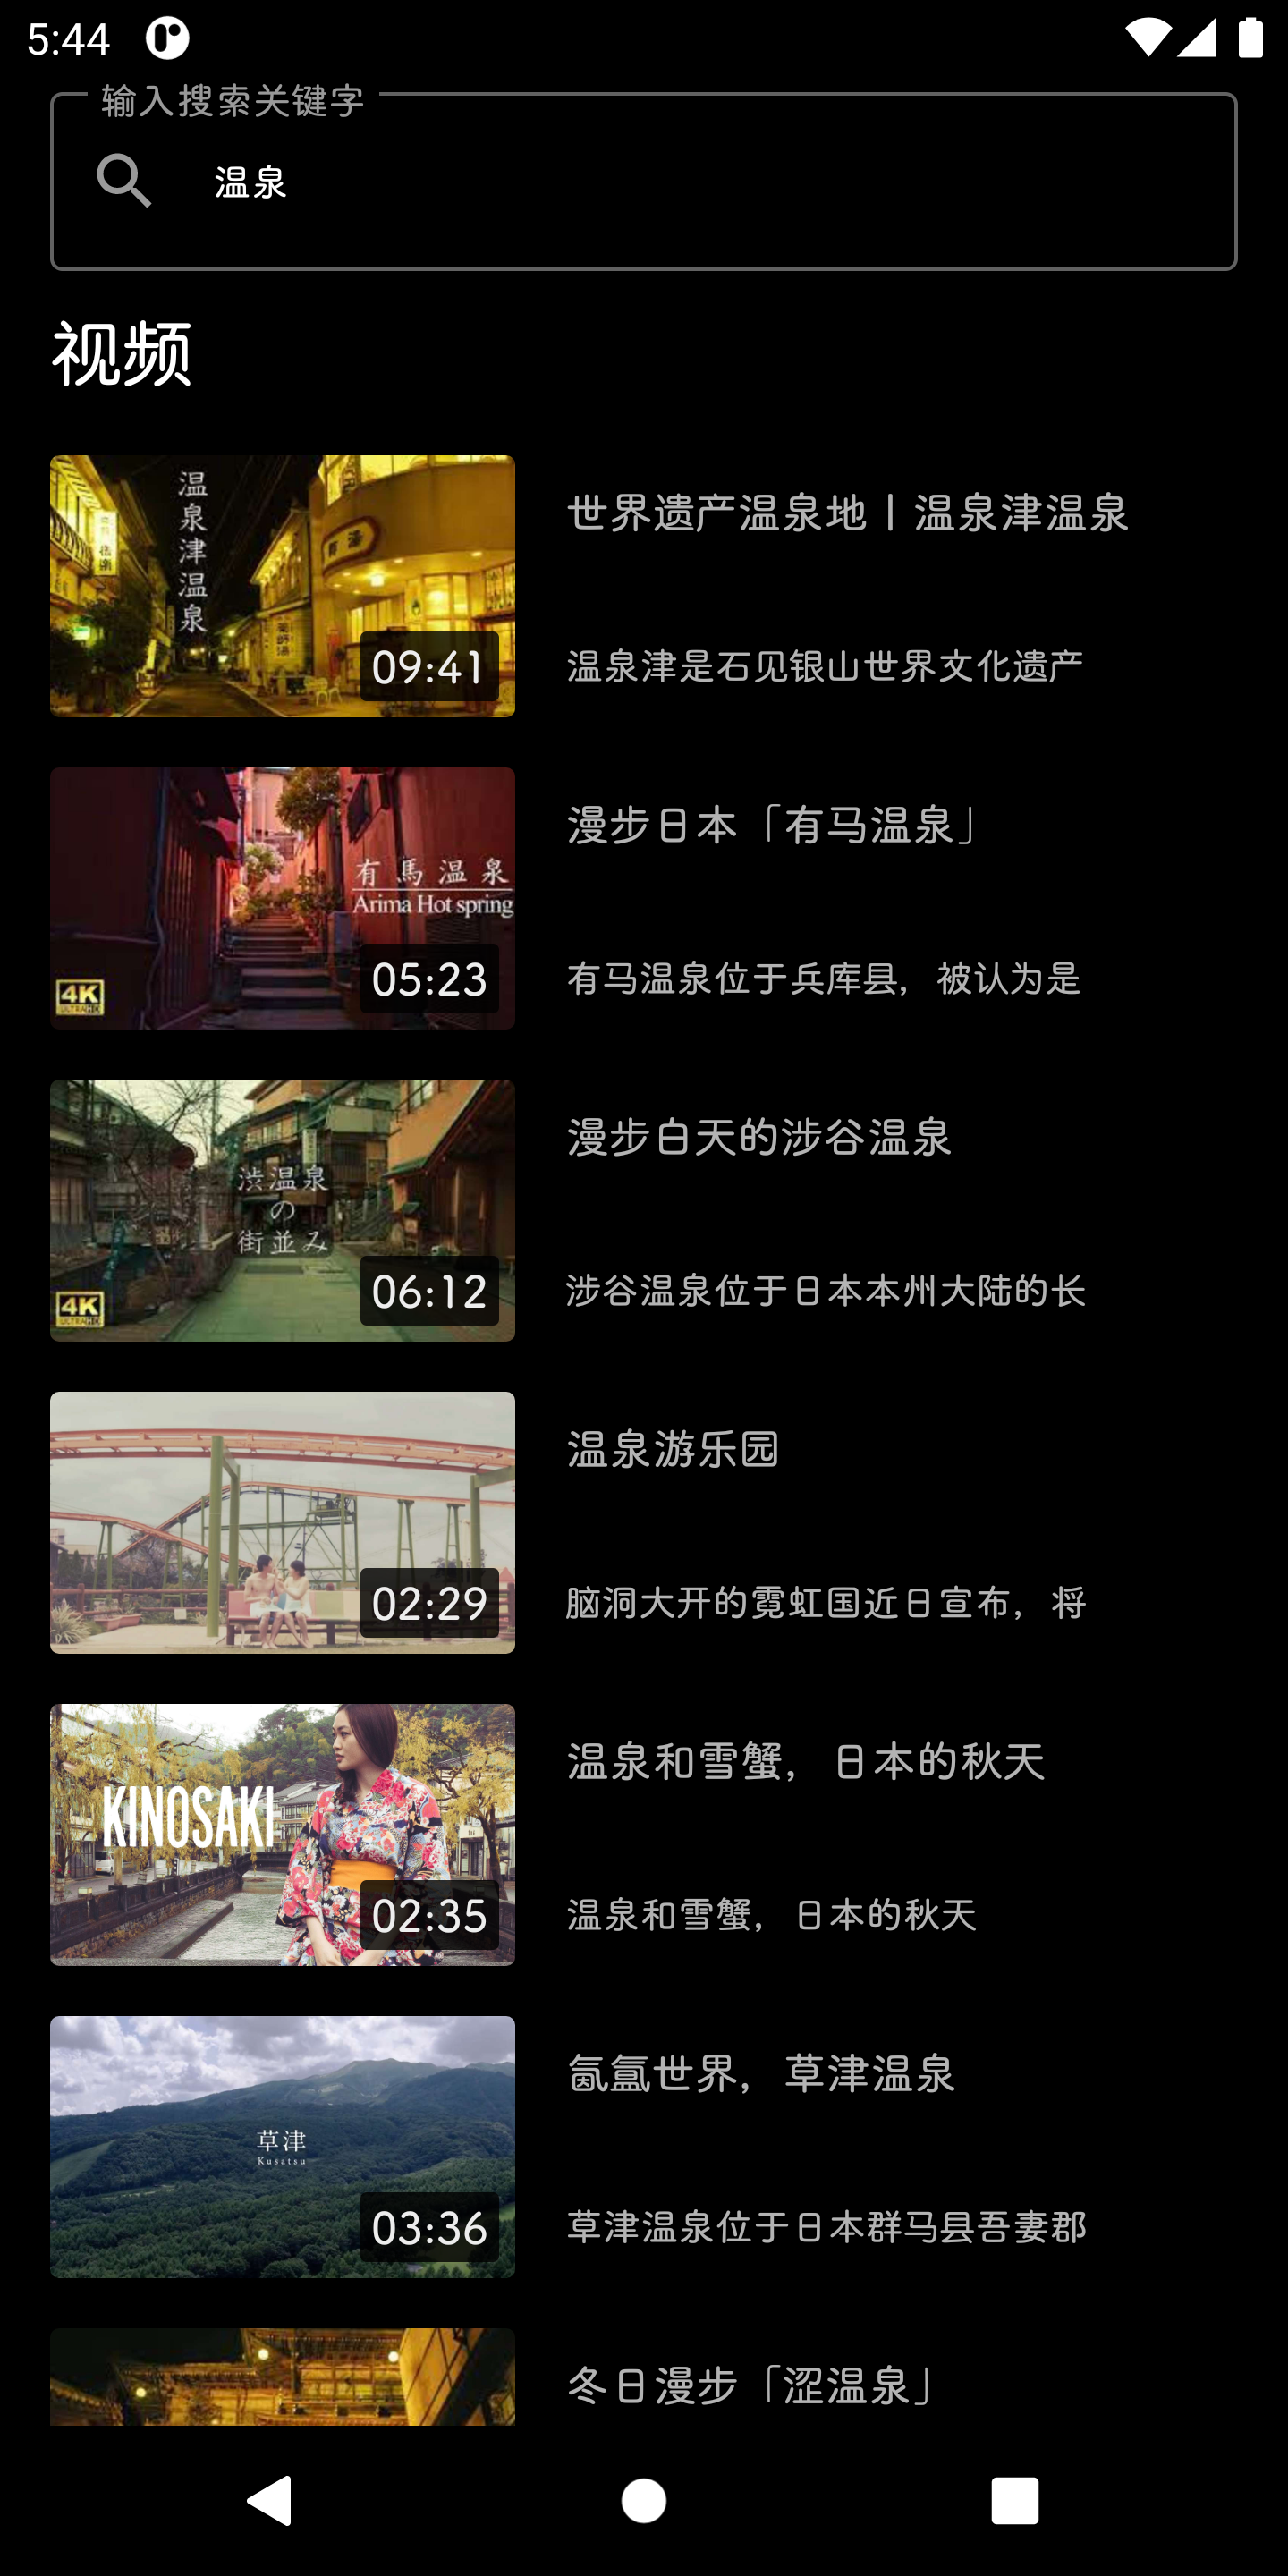 5:44
输入搜索关键字
温泉
视频
温泉津温泉
09:41
世界遗产温泉地丨温泉津温泉
温泉津是石见银山世界文化遗产
有馬温泉
Arima Hot spring
4K
ULTRA HD
05:23
漫步日本「有马温泉」
有马温泉位于兵库县，被认为是
渋温泉
の
街並み
4K
ULTRA HD
06:12
漫步白天的涉谷温泉
涉谷温泉位于日本本州大陆的长
02:29
温泉游乐园
脑洞大开的霓虹国近日宣布，将
KINOSAKI
02:35
温泉和雪蟹，日本的秋天
温泉和雪蟹，日本的秋天
草津
Kusatsu
03:36
氤氲世界，草津温泉
草津温泉位于日本群马县吾妻郡
冬日漫步「涩温泉」